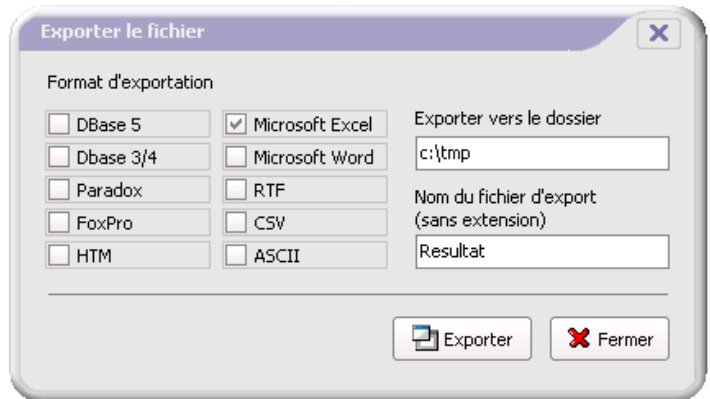 Exporter le fichier
Format d'exportation
DBase 5
Microsoft Excel
Dbase 3/4
Microsoft Word
Paradox
RTF
FoxPro
CSV
HTM
ASCII
Exporter vers le dossier
c:\tmp
Nom du fichier d'export
(sans extension)
Resultat
Exporter
Fermer